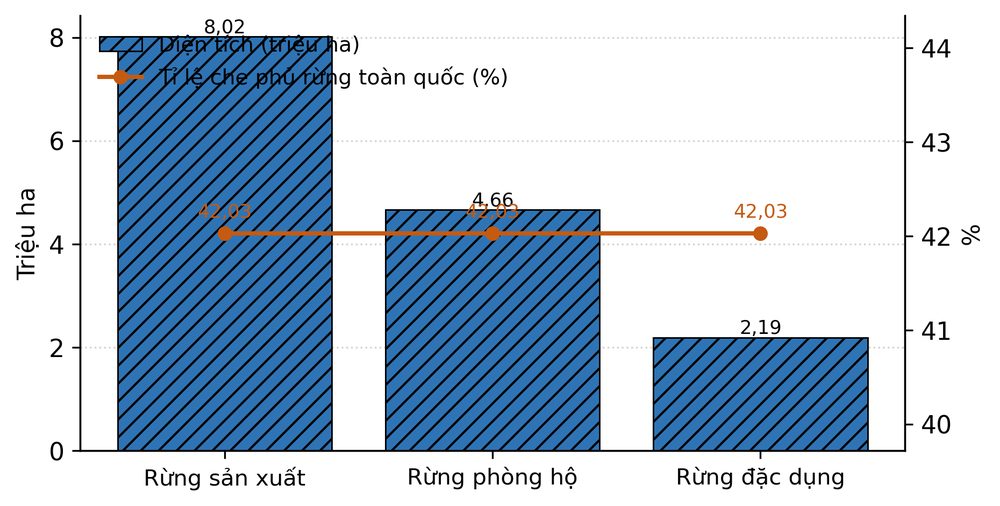 8,02
8
Diện tích (triệu ha)
44
Tỉ lệ che phủ rừng toàn quốc (%)
6
43
4,66
42,03
42,03
42,03
Triệu ha
4
42
%
2,19
41
2
40
0
Rừng sản xuất
Rừng phòng hộ
Rừng đặc dụng